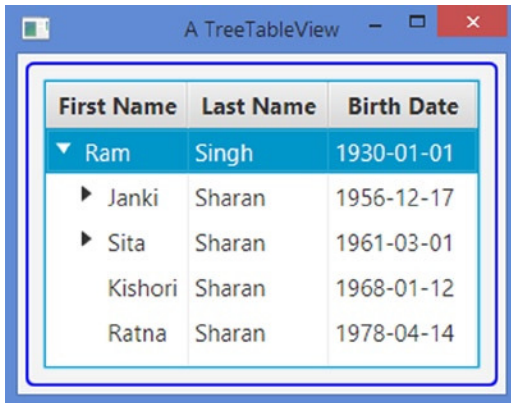 A TreeTableView
First Name Last Name Birth Date
Ram Singh 1930-01-01
Janki Sharan 1956-12-17
Sita Sharan 1961-03-01
Kishori Sharan 1968-01-12
Ratna Sharan 1978-04-14